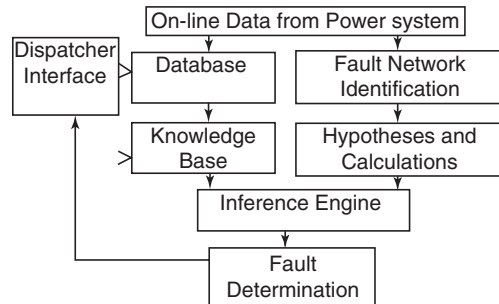 On-line Data from Power system
Dispatcher
Interface
Database
Fault Network
Identification
Knowledge
Base
Hypotheses and
Calculations
Inference Engine
Fault
Determination